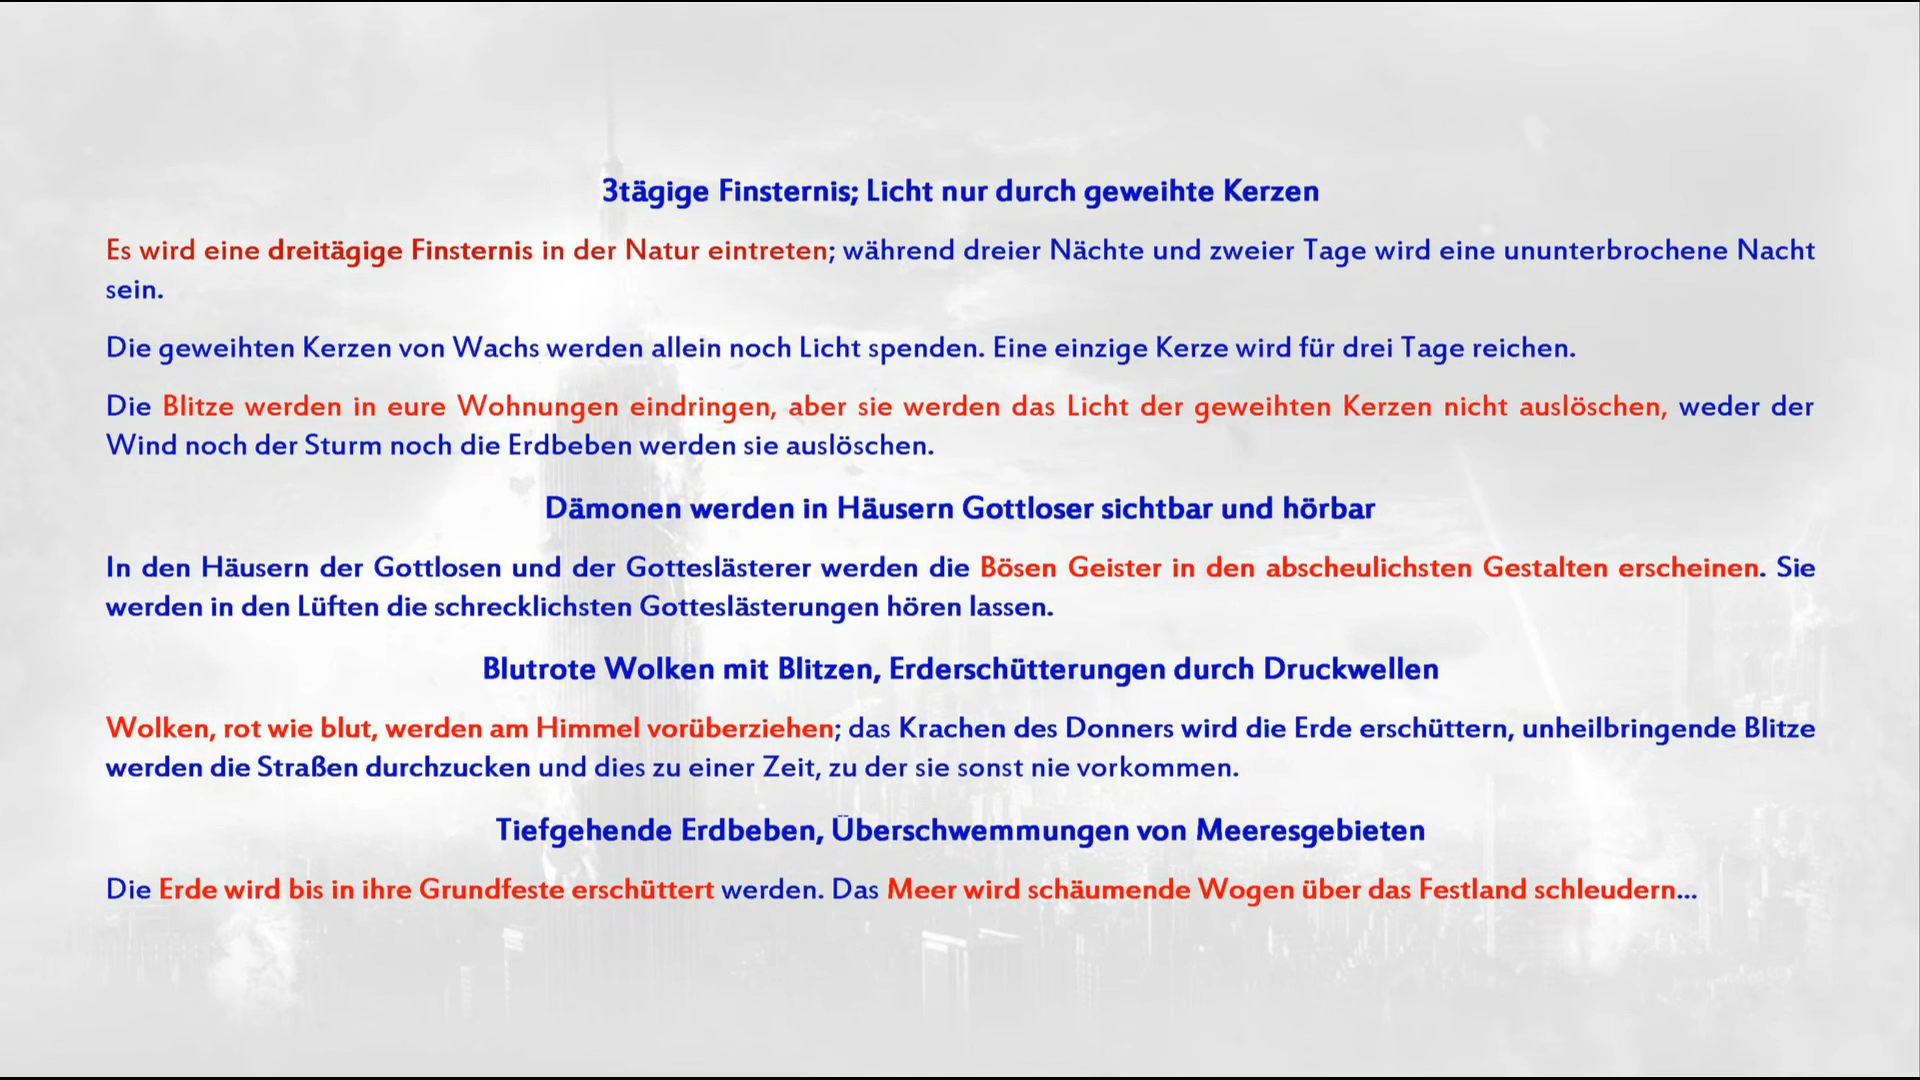 3tägige Finsternis; Licht nur durch geweihte Kerzen
Es wird eine dreitägige Finsternis in der Natur eintreten; während dreier Nächte und zweier Tage wird eine ununterbrochene Nacht
sein.
Die geweihten Kerzen von Wachs werden allein noch Licht spenden. Eine einzige Kerze wird für drei Tage reichen.
Die Blitze werden in eure Wohnungen eindringen, aber sie werden das Licht der geweihten Kerzen nicht auslöschen, weder der
Wind noch der Sturm noch die Erdbeben werden sie auslöschen.
Dämonen werden in Häusern Gottloser sichtbar und hörbar
In den Häusern der Gottlosen und der Gotteslästerer werden die Bösen Geister in den abscheulichsten Gestalten erscheinen. Sie
werden in den Lüften die schrecklichsten Gotteslästerungen hören lassen.
Blutrote Wolken mit Blitzen, Erderschütterungen durch Druckwellen
Wolken, rot wie blut, werden am Himmel vorüberziehen; das Krachen des Donners wird die Erde erschüttern, unheilbringende Blitze
werden die Straßen durchzucken und dies zu einer Zeit, zu der sie sonst nie vorkommen.
Tiefgehende Erdbeben, Überschwemmungen von Meeresgebieten
Die Erde wird bis in ihre Grundfeste erschüttert werden. Das Meer wird schäumende Wogen über das Festland schleudern...